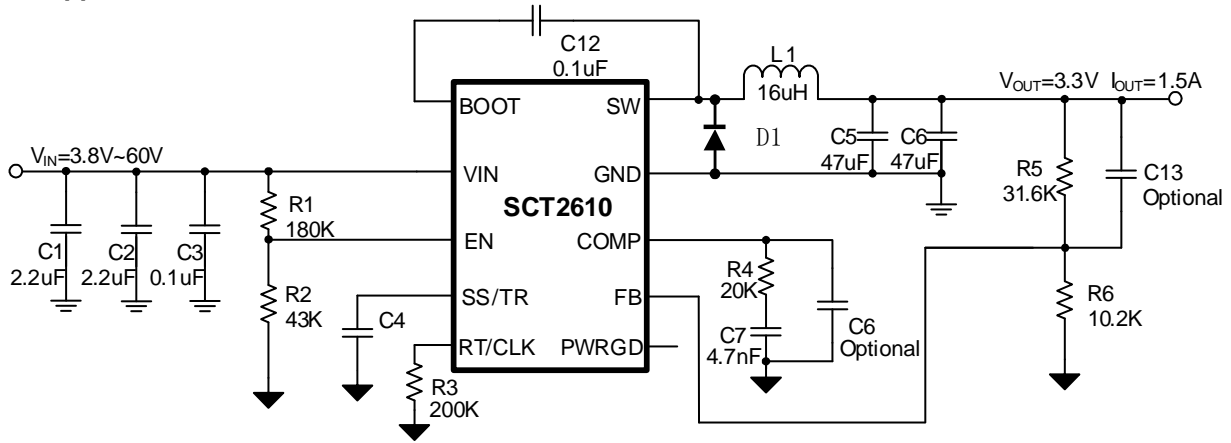 C12
0.1uF
L1
16uH
VOUT=3.3V IOUT=1.5A
BOOT
SW
D1
C5
47uF
C6
47uF
VIN=3.8V~60V
VIN
GND
R5
31.6K
C13
Optional
SCT2610
R1
180K
C1
2.2uF
C2
2.2uF
C3
0.1uF
EN
COMP
R4
20K
R2
43K
SS/TR
FB
R6
10.2K
C4
C7
4.7nF
C6
Optional
RT/CLK
PWRGD
R3
200K